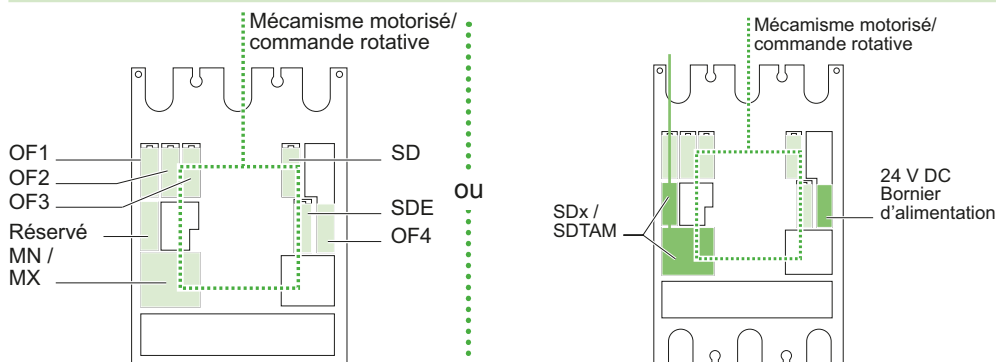 Mécamisme motorisé/
commande rotative
OF1
OF2
OF3
Réservé
MN /
MX
SD
SDE
OF4
ou
Mécamisme motorisé/
commande rotative
SDx /
SDTAM
24 V DC
Bornier
d'alimentation